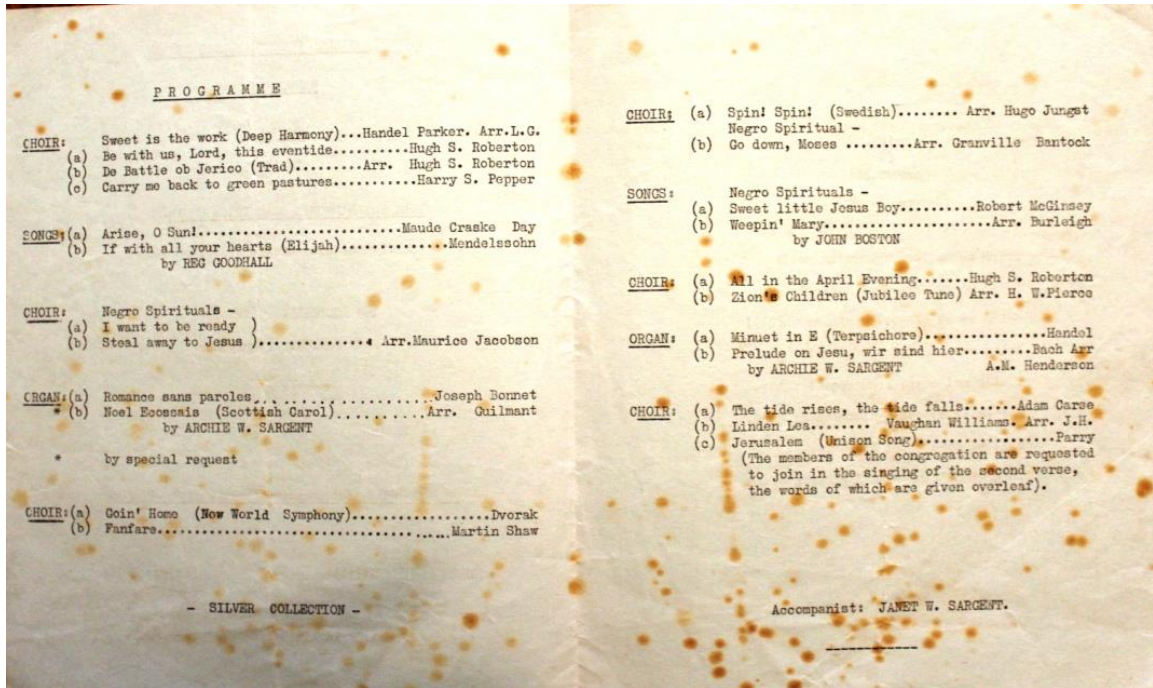 PROGRAMME
CHOIR: Sweet is the work (Deep Harmony)...Handel Parker. Arr.L.G.
(a) Be with us, Lord, this eventide..........Hugh S. Roberton
(b) De Battle ob Jerico (Trad)........Arr. Hugh S. Roberton
(c) Carry me back to green pastures...........Harry S. Pepper
SONGS:(a) Arise, O Sun!............................Maude Craske Day
(b) If with all your hearts (Elijah).............Mendelssohn
by REG GOODHALL
CHOIR: Negro Spirituals -
(a) I want to be ready )
(b) Steal away to Jesus )............. Arr.Maurice Jacobson
ORGAN:(a) Romance sans paroles......................Joseph Bonnet
* (b) Noel Ecossais (Scottish Carol)..........Arr. Guilmant
by ARCHIE W. SARGENT
* by special request
CHOIR:(a) Goin' Home (New World Symphony).................Dvorak
(b) Fanfare...................................Martin Shaw
- SILVER COLLECTION -
CHOIR: (a) Spin! Spin! (Swedish)........ Arr. Hugo Jungst
Negro Spiritual -
(b) Go down, Moses .........Arr. Granville Bantock
SONGS: Negro Spirituals -
(a) Sweet little Jesus Boy..........Robert McGinsey
(b) Weepin' Mary.....................Arr. Burleigh
by JOHN BOSTON
CHOIR: (a) All in the April Evening.......Hugh S. Roberton
(b) Zion's Children (Jubilee Tune) Arr. H. W.Pierce
ORGAN: (a) Minuet in E (Terpsichore)................Handel
(b) Prelude on Jesu, wir sind hier.........Bach Arr
by ARCHIE W. SARGENT A.M. Henderson
CHOIR: (a) The tide rises, the tide falls.......Adam Carse
(b) Linden Lea........ Vaughan Williams. Arr. J.H.
(c) Jerusalem (Unison Song)...................Parry
(The members of the congregation are requested
to join in the singing of the second verse,
the words of which are given overleaf).
Accompanist: JANET W. SARGENT.